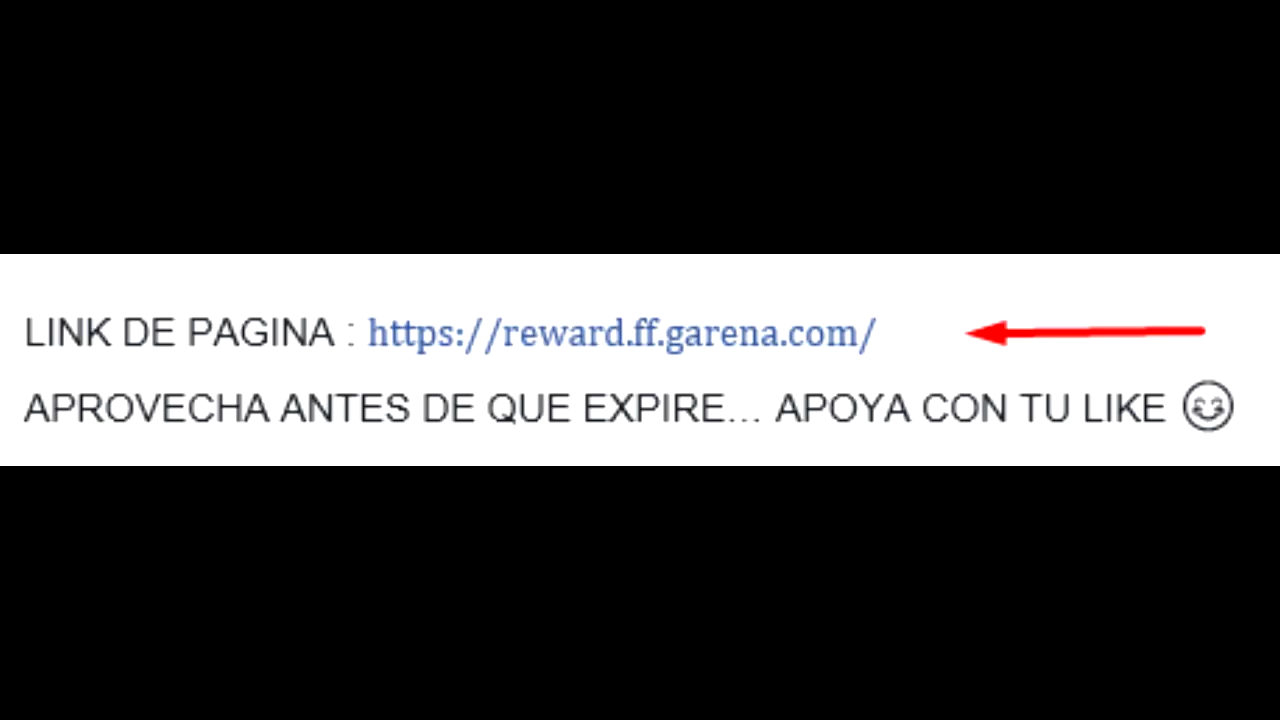 LINK DE PAGINA : https://reward.ff.garena.com/
APROVECHA ANTES DE QUE EXPIRE... APOYA CON TU LIKE 😊